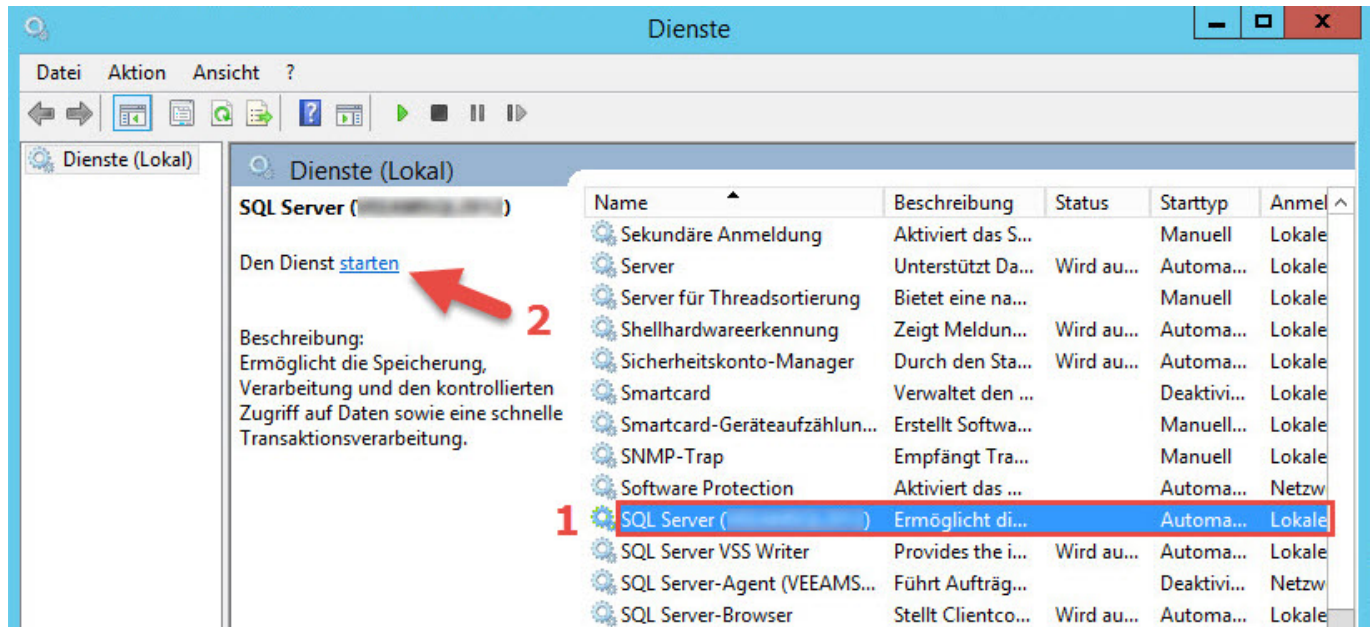 Dienste
Datei Aktion Ansicht ?
Dienste (Lokal)
Dienste (Lokal)
SQL Server ( )
Den Dienst starten
2
Beschreibung:
Ermöglicht die Speicherung,
Verarbeitung und den kontrollierten
Zugriff auf Daten sowie eine schnelle
Transaktionsverarbeitung.
Name Beschreibung Status Starttyp Anmel
Sekundäre Anmeldung Aktiviert das S... Manuell Lokale
Server Unterstützt Da... Wird au... Automa... Lokale
Server für Threadsortierung Bietet eine na... Manuell Lokale
Shellhardwareerkennung Zeigt Meldun... Wird au... Automa... Lokale
Sicherheitskonto-Manager Durch den Sta... Wird au... Automa... Lokale
Smartcard Verwaltet den ... Deaktivi... Lokale
Smartcard-Geräteaufzählun... Erstellt Softwa... Manuell... Lokale
SNMP-Trap Empfängt Tra... Manuell Lokale
Software Protection Aktiviert das ... Automa... Netzw
1 SQL Server ( ) Ermöglicht di... Automa... Lokale
SQL Server VSS Writer Provides the i... Wird au... Automa... Lokale
SQL Server-Agent (VEEAMS... Führt Aufträg... Deaktivi... Netzw
SQL Server-Browser Stellt Clientco... Wird au... Automa... Lokale